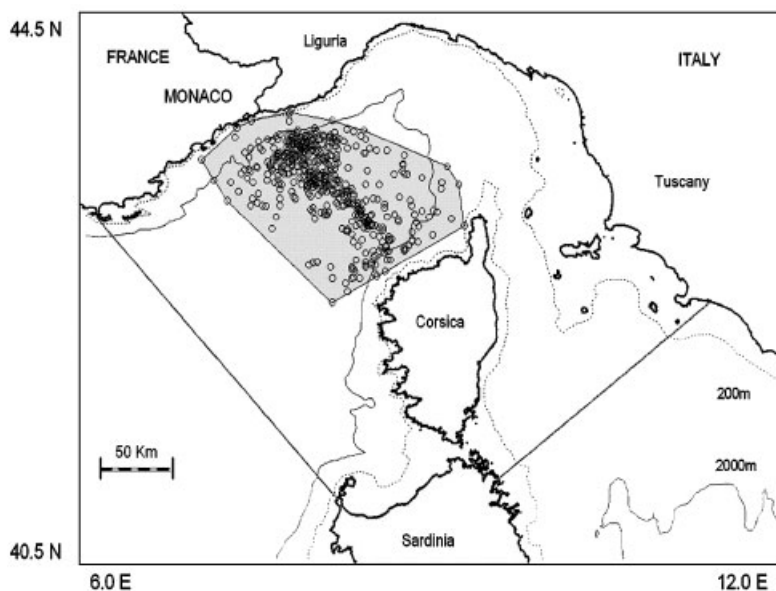 44.5 N
Liguria
FRANCE
ITALY
MONACO
Tuscany
Corsica
200m
50 Km
2000m
Sardinia
40.5 N
6.0 E
12.0 E